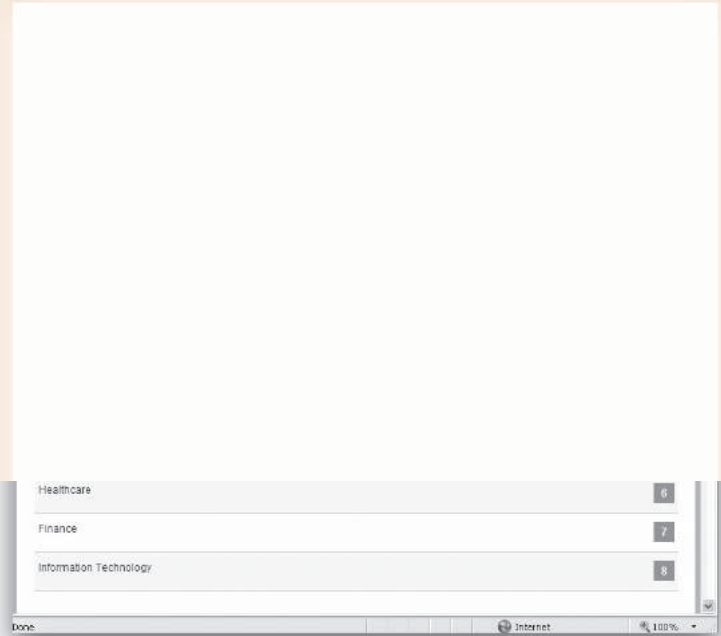 Healthcare 6
Finance 7
Information Technology 8
Done Internet 100%